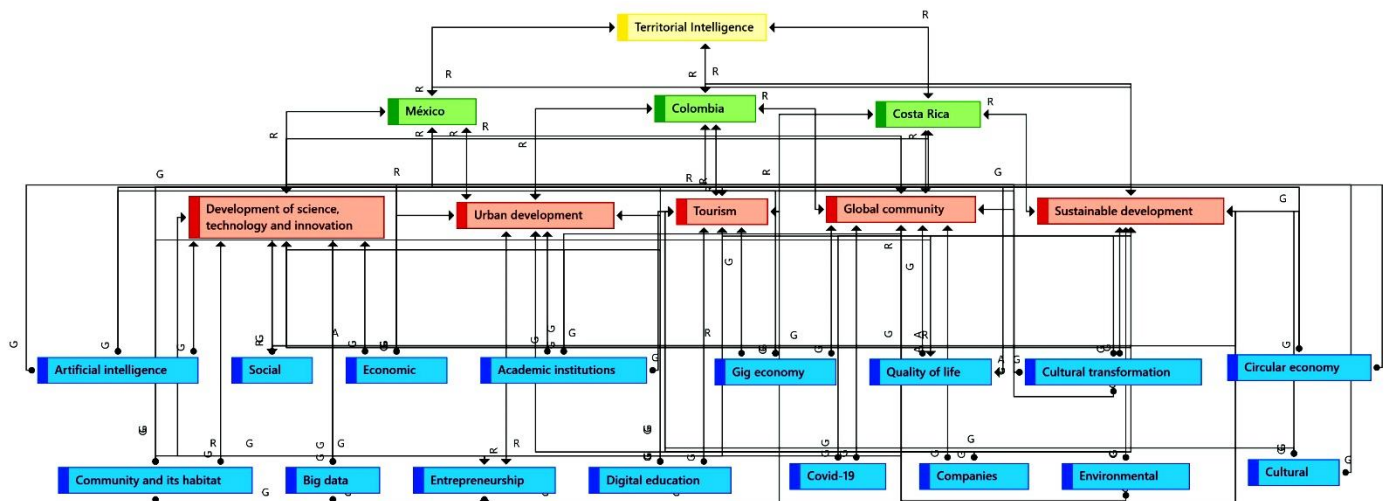 Territorial Intelligence
R
R
R
R
R
R
México
Colombia
R
Costa Rica
R
R
R
R
R
R
R
G
R
R
R
G
Development of science,
technology and innovation
Urban development
Tourism
Global community
Sustainable development
G
R
G
G
G
G
A
G
G
R
G
G
R
G
G
G
Artificial intelligence
Social
Economic
Academic institutions
Gig economy
Quality of life
Cultural transformation
Circular economy
G
R
G
G
R
R
G
G
G
Community and its habitat
Big data
Entrepreneurship
Digital education
Covid-19
Companies
Environmental
Cultural
G
G
G